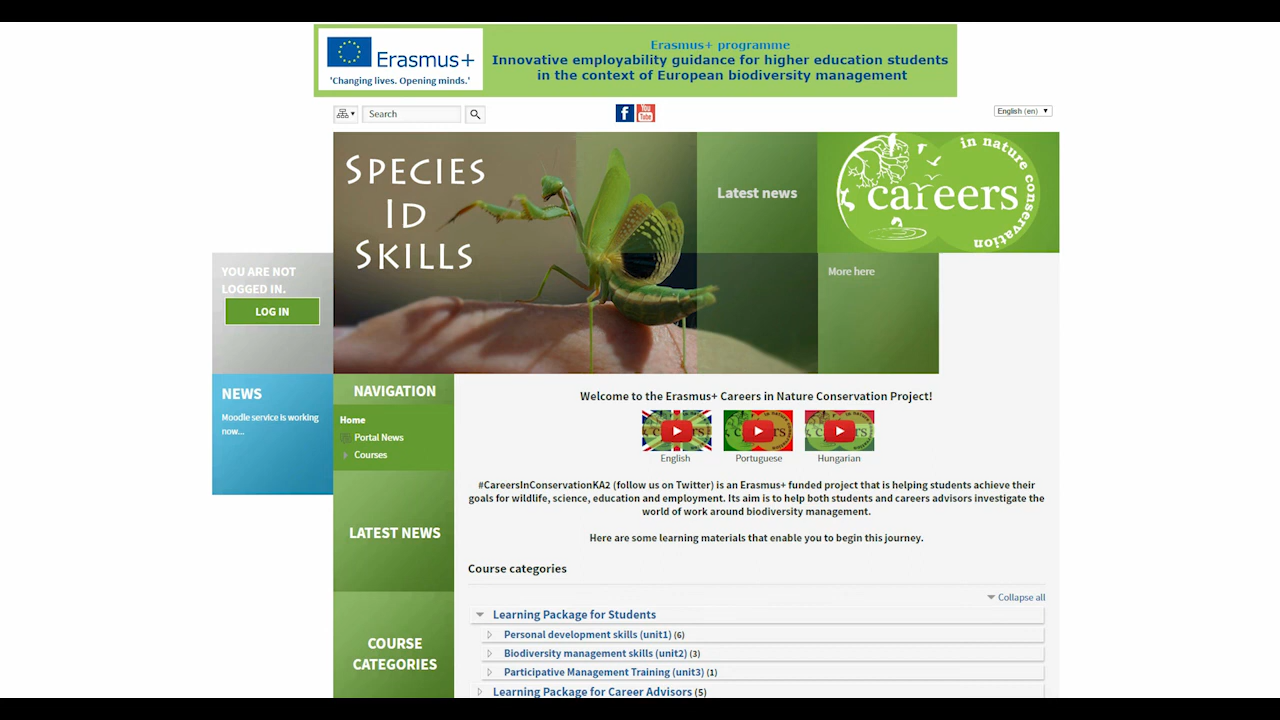 Erasmus+
'Changing lives. Opening minds.'
Erasmus+ programme
Innovative employability guidance for higher education students
in the context of European biodiversity management
Search
f
You
Tube
English (en)
SPECIES
ID
SKILLS
Latest news
in nature conservation
careers
More here
YOU ARE NOT
LOGGED IN.
LOG IN
NEWS
Moodle service is working
now...
NAVIGATION
Home
Portal News
Courses
LATEST NEWS
COURSE
CATEGORIES
Welcome to the Erasmus+ Careers in Nature Conservation Project!
English
Portuguese
Hungarian
#CareersInConservationKA2 (follow us on Twitter) is an Erasmus+ funded project that is helping students achieve their
goals for wildlife, science, education and employment. Its aim is to help both students and careers advisors investigate the
world of work around biodiversity management.
Here are some learning materials that enable you to begin this journey.
Course categories
Collapse all
Learning Package for Students
Personal development skills (unit1) (6)
Biodiversity management skills (unit2) (3)
Participative Management Training (unit3) (1)
Learning Package for Career Advisors (5)